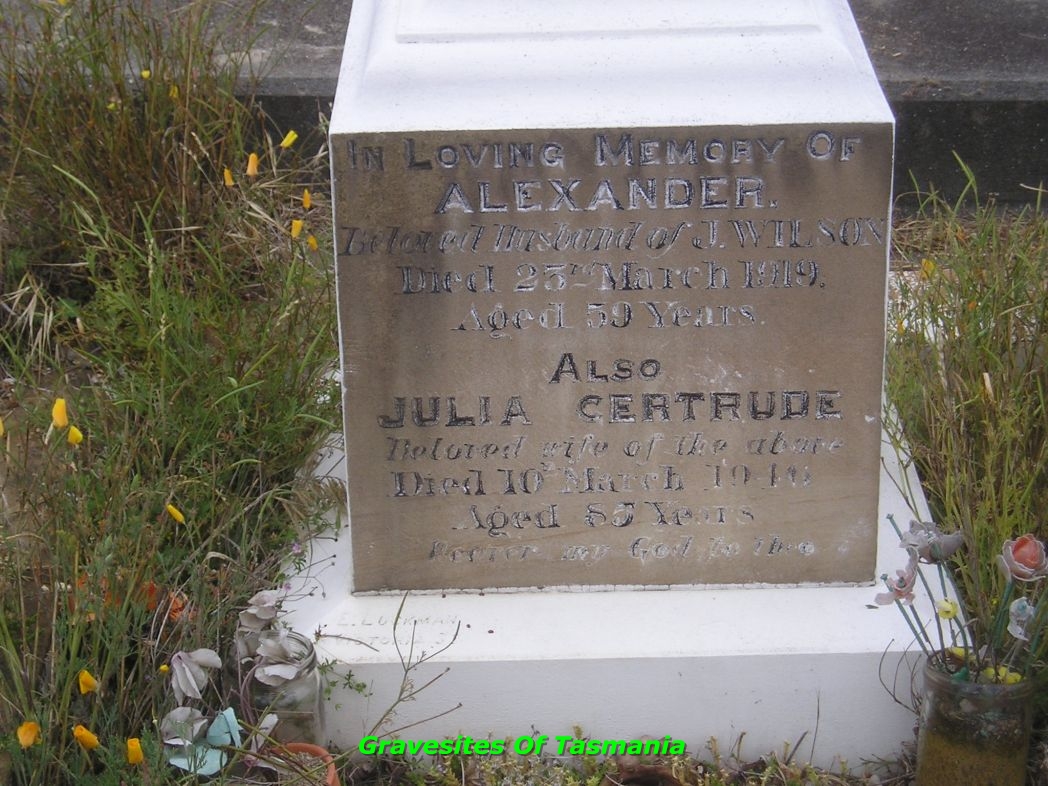 In Loving Memory Of
ALEXANDER.
Beloved Husband of J. WILSON
Died 23rd March 1919.
Aged 59 Years.
Also
JULIA GERTRUDE
Beloved wife of the above
Died 10th March 1946
Aged 85 Years
Nearer my God to thee
E. LUCKMAN
Gravesites Of Tasmania